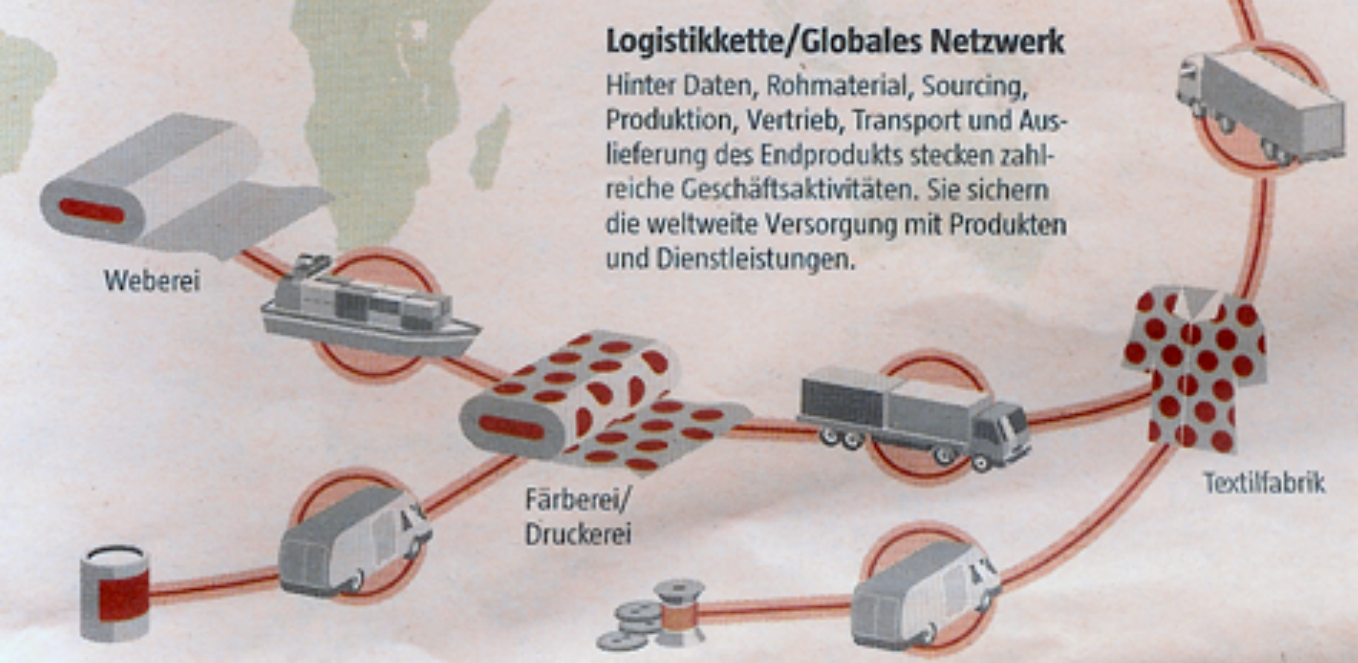 Logistikkette/Globales Netzwerk
Hinter Daten, Rohmaterial, Sourcing,
Produktion, Vertrieb, Transport und Aus-
lieferung des Endprodukts stecken zahl-
reiche Geschäftsaktivitäten. Sie sichern
die weltweite Versorgung mit Produkten
und Dienstleistungen.
Weberei
Färberei/
Druckerei
Textilfabrik